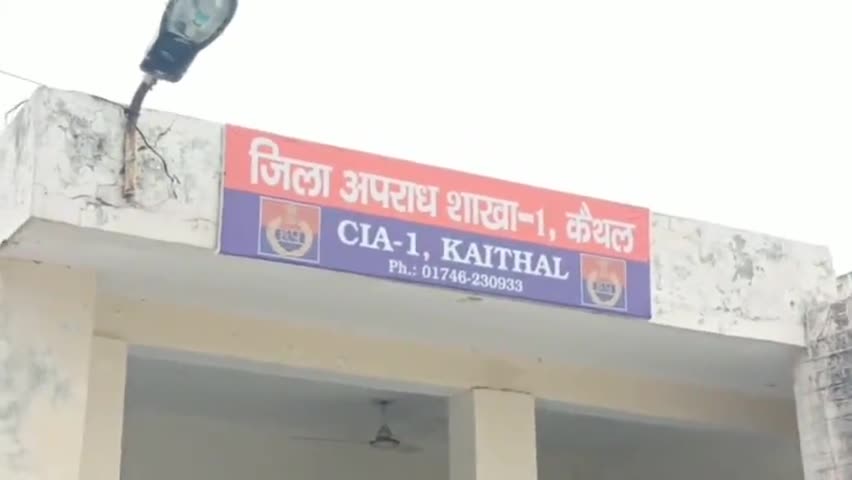 जिला अपराध शाखा-1, कैथल
CIA-1, KAITHAL
Ph.: 01746-230933